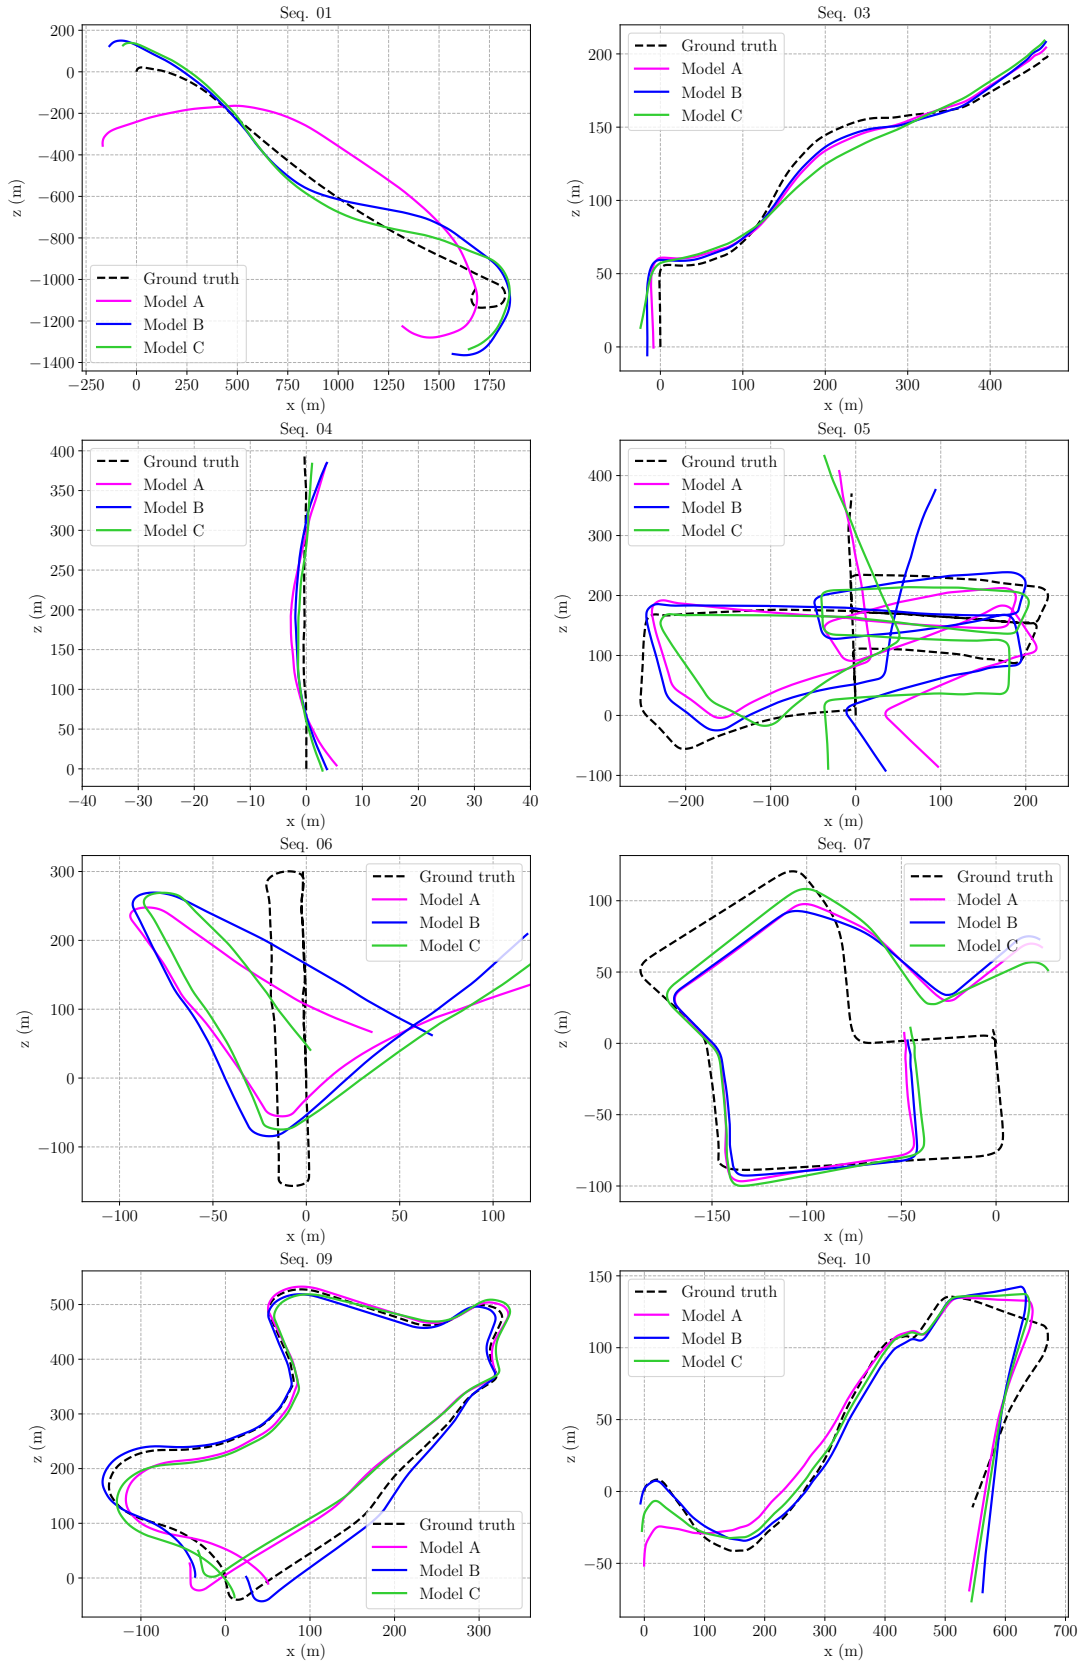 Seq. 01
200
0
−200
−400
−600
−800
−1000
−1200
−1400
z (m)
Ground truth
Model A
Model B
Model C
−250 0 250 500 750 1000 1250 1500 1750
x (m)
Seq. 03
200
150
100
50
0
z (m)
Ground truth
Model A
Model B
Model C
0 100 200 300 400
x (m)
Seq. 04
400
350
300
250
200
150
100
50
0
z (m)
Ground truth
Model A
Model B
Model C
−40 −30 −20 −10 0 10 20 30 40
x (m)
Seq. 05
400
300
200
100
0
−100
z (m)
Ground truth
Model A
Model B
Model C
−200 −100 0 100 200
x (m)
Seq. 06
300
200
100
0
−100
z (m)
Ground truth
Model A
Model B
Model C
−100 −50 0 50 100
x (m)
Seq. 07
100
50
0
−50
−100
z (m)
Ground truth
Model A
Model B
Model C
−150 −100 −50 0
x (m)
Seq. 09
500
400
300
200
100
0
z (m)
Ground truth
Model A
Model B
Model C
−100 0 100 200 300
x (m)
Seq. 10
150
100
50
0
−50
z (m)
Ground truth
Model A
Model B
Model C
0 100 200 300 400 500 600 700
x (m)